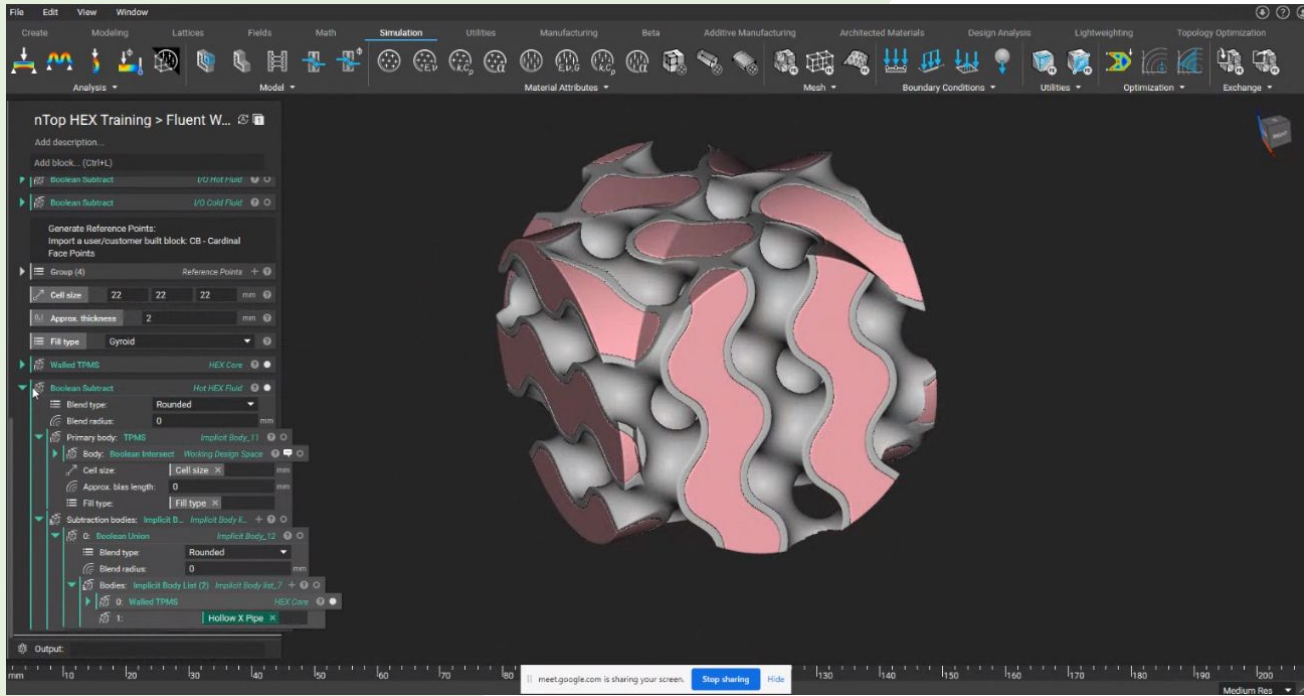 File Edit View Window
Create Modeling Lattices Fields Math Simulation Utilities Manufacturing Beta Additive Manufacturing Architected Materials Design Analysis Lightweighting Topology Optimization
Analysis Model Material Attributes Mesh Boundary Conditions Utilities Optimization Exchange
nTop HEX Training > Fluent W...
Add description...
Add block... (Ctrl+L)
Boolean Subtract I/O Hot Fluid
Boolean Subtract I/O Cold Fluid
Generate Reference Points:
Import a user/customer built block: CB - Cardinal
Face Points
Group (4) Reference Points
Cell size 22 22 22 mm
Approx. thickness 2 mm
Fill type Gyroid
Walled TPMS HEX Core
Boolean Subtract Hot HEX Fluid
Blend type: Rounded
Blend radius: 0 mm
Primary body: TPMS Implicit Body_11
Body: Boolean Intersect Working Design Space
Cell size: Cell size × mm
Approx. bias length: 0 mm
Fill type: Fill type ×
Subtraction bodies: Implicit B... Implicit Body li...
0: Boolean Union Implicit Body_12
Blend type: Rounded
Blend radius: 0 mm
Bodies: Implicit Body List (2) Implicit Body list_7
0: Walled TPMS HEX Core
1: Hollow X Pipe ×
Output:
mm 10 20 30 40 50 60 70 80 130 140 150 160 170 180 190 200
meet.google.com is sharing your screen. Stop sharing Hide
Medium Res
RIGHT